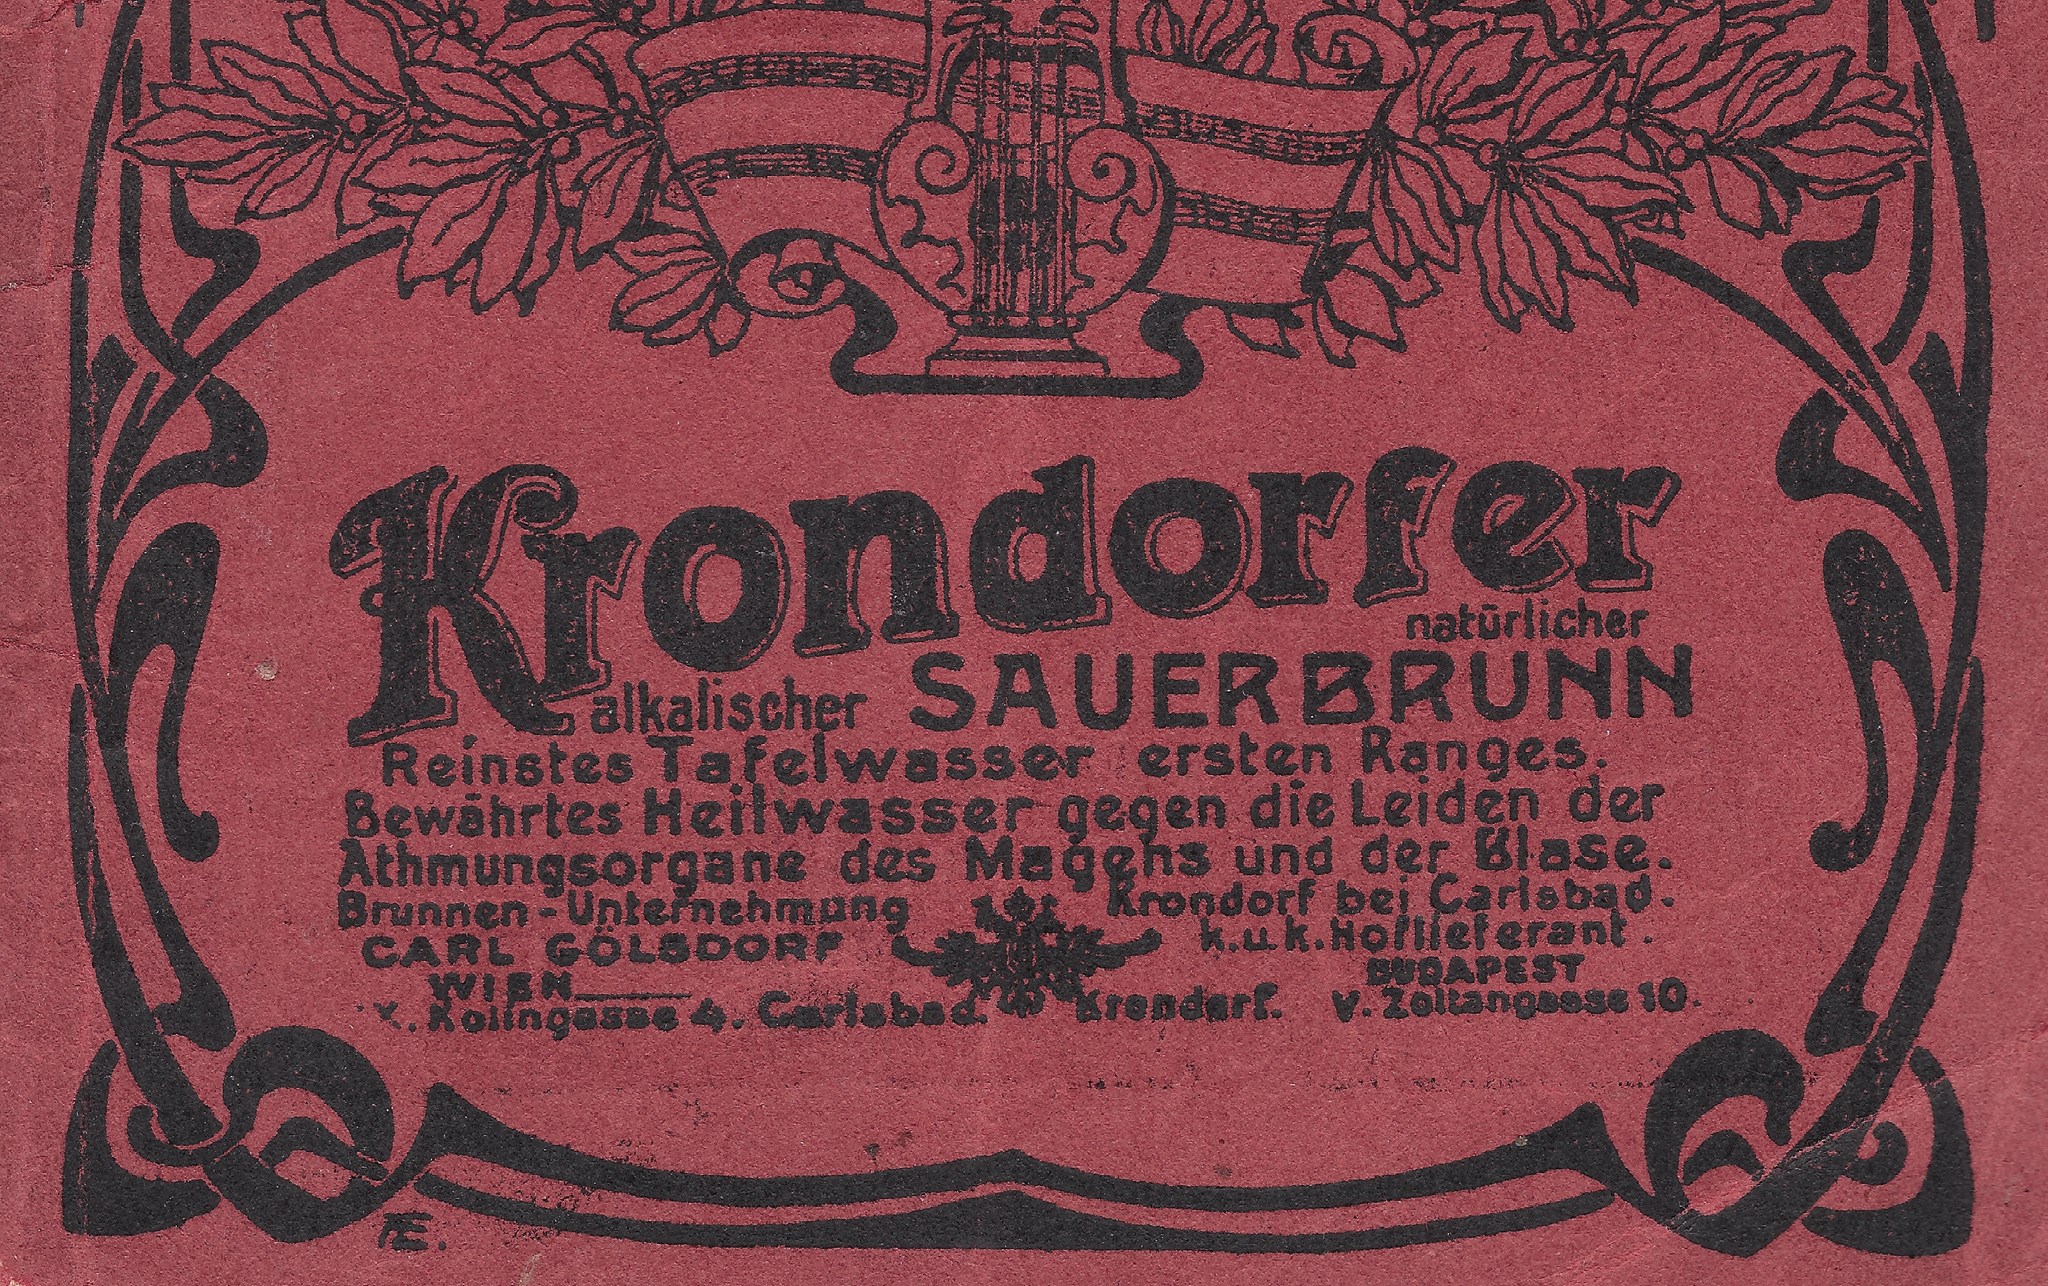 Krondorfer
natürlicher
alkalischer SAUERBRUNN
Reinstes Tafelwasser ersten Ranges.
Bewährtes Heilwasser gegen die Leiden der
Athmungsorgane des Magens und der Blase.
Brunnen-Unternehmung Krondorf bei Carlsbad.
CARL GÖLSDORF k.u.k.Hoflieferant.
WIEN BUDAPEST
. Kolingasse 4. Carlsbad. Krondorf. V. Zoltangasse 10.